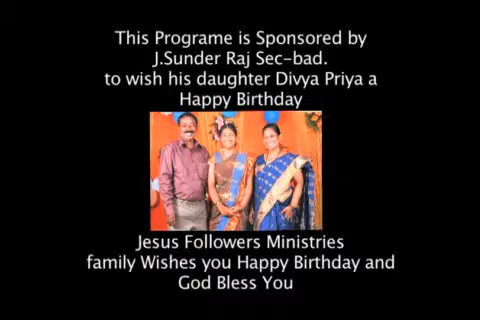 This Programe is Sponsored by
J.Sunder Raj Sec-bad.
to wish his daughter Divya Priya a
Happy Birthday
Jesus Followers Ministries
family Wishes you Happy Birthday and
God Bless You